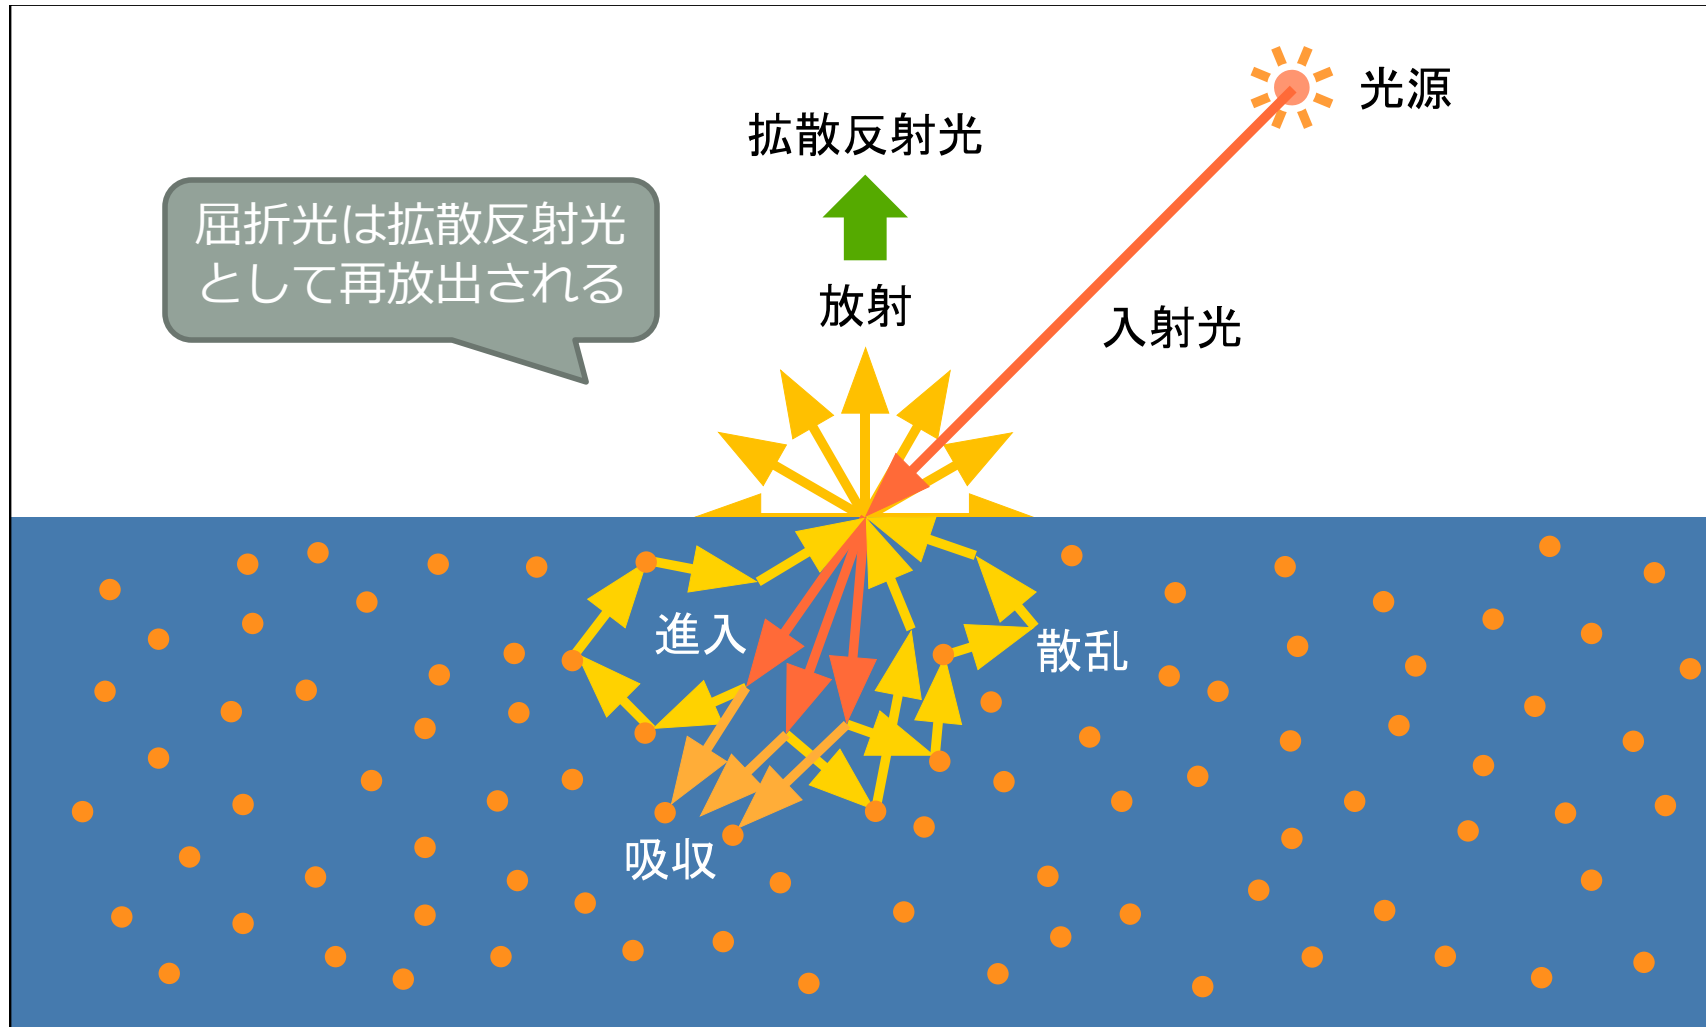 光源
拡散反射光
屈折光は拡散反射光
として再放出される
放射
入射光
進入
散乱
吸収